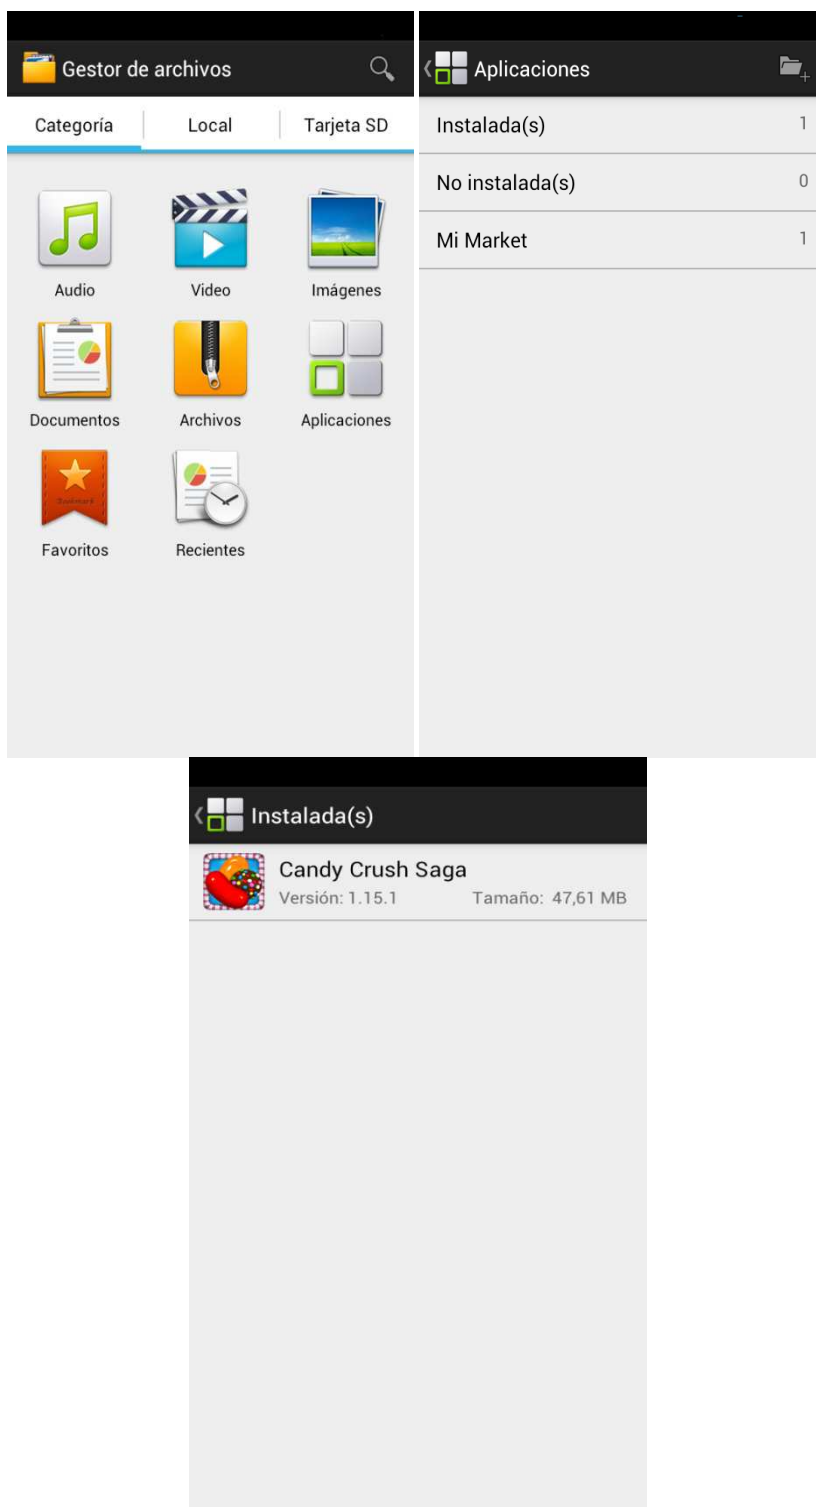 Gestor de archivos
Categoría Local Tarjeta SD
Audio Video Imágenes
Documentos Archivos Aplicaciones
Favoritos Recientes
Aplicaciones
Instalada(s) 1
No instalada(s) 0
Mi Market 1
Instalada(s)
Candy Crush Saga
Versión: 1.15.1 Tamaño: 47,61 MB